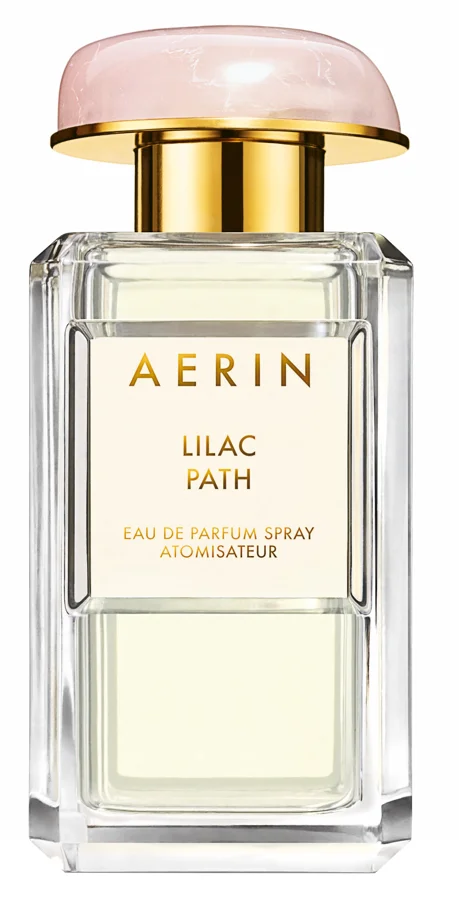 AERIN
LILAC
PATH
EAU DE PARFUM SPRAY
ATOMISATEUR